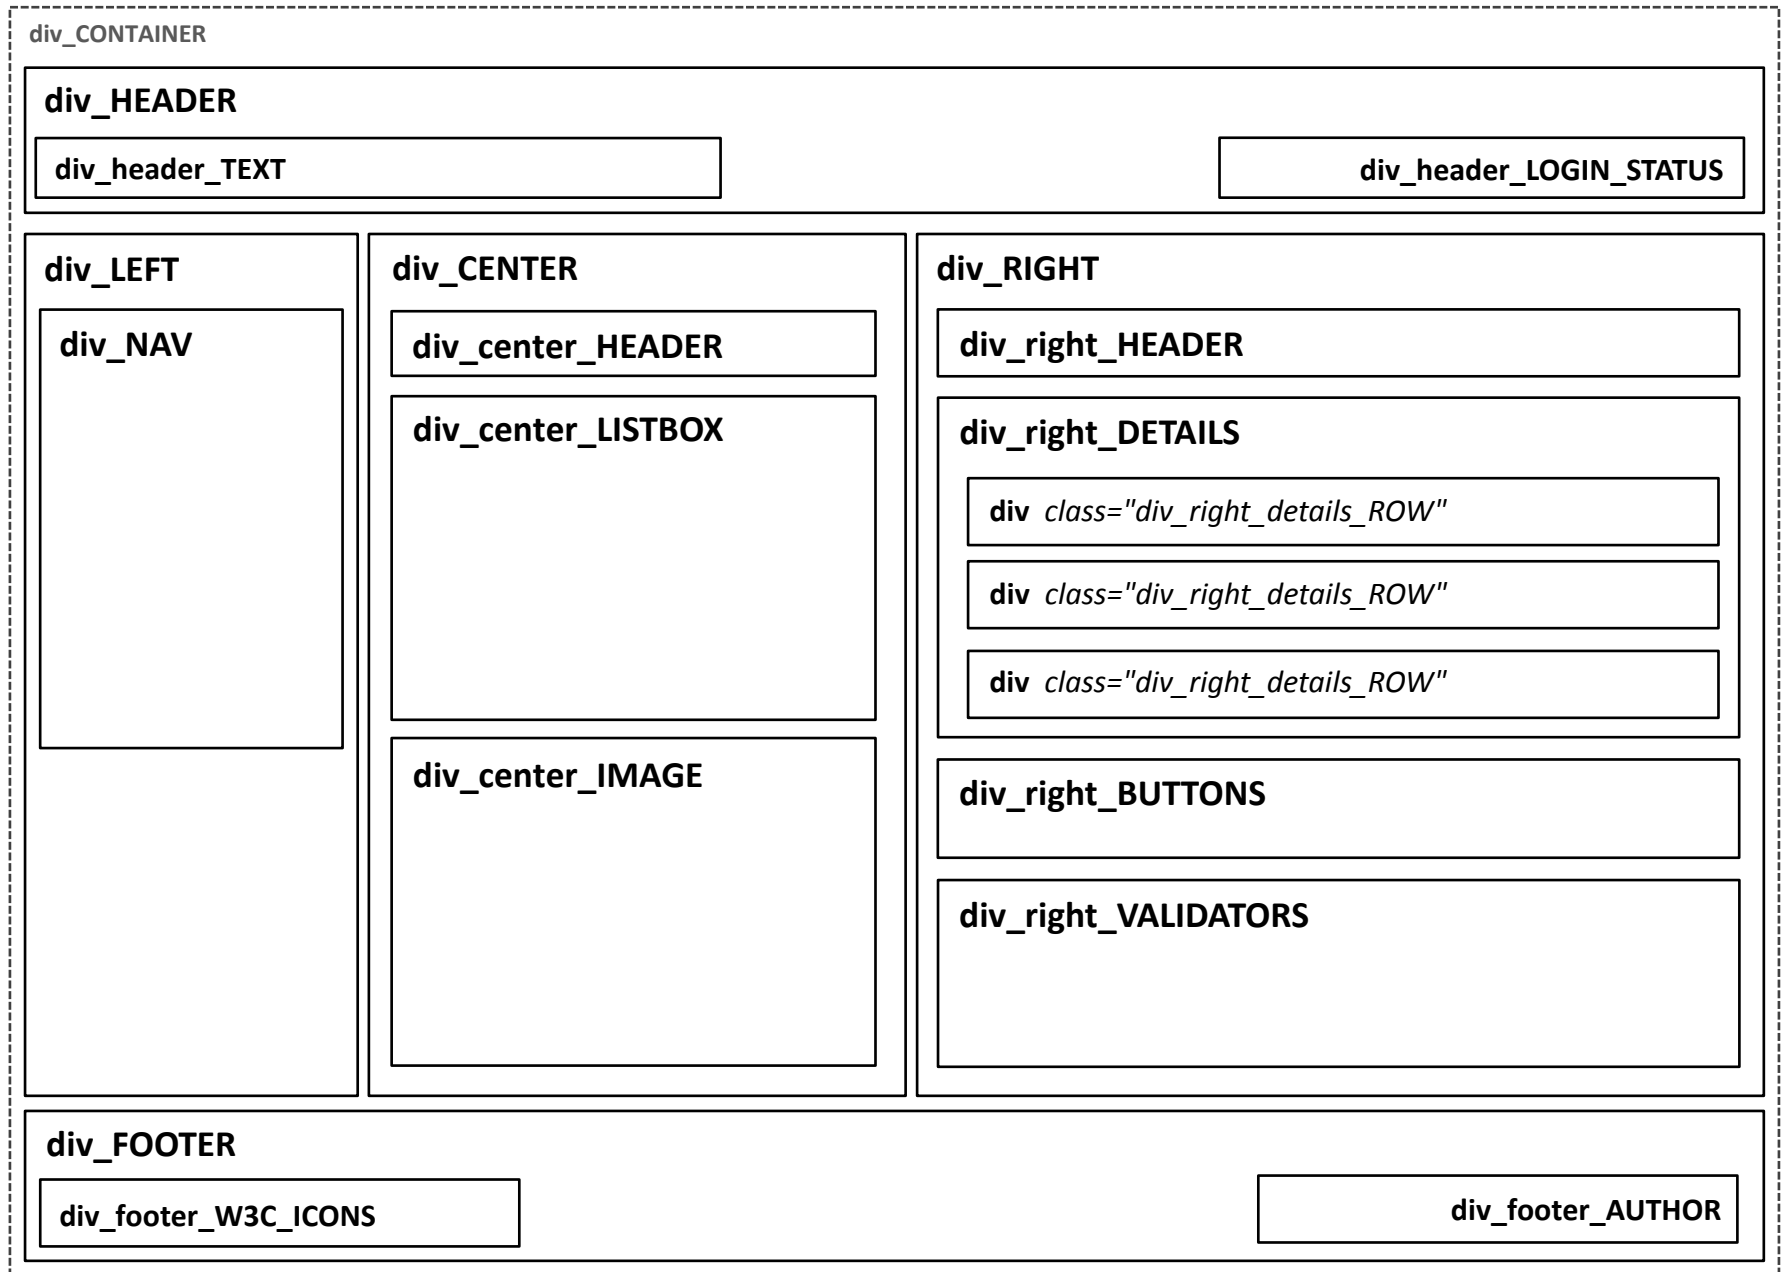 div_CONTAINER
div_HEADER
div_header_TEXT
div_header_LOGIN_STATUS
div_LEFT
div_NAV
div_CENTER
div_center_HEADER
div_center_LISTBOX
div_center_IMAGE
div_RIGHT
div_right_HEADER
div_right_DETAILS
div class="div_right_details_ROW"
div class="div_right_details_ROW"
div class="div_right_details_ROW"
div_right_BUTTONS
div_right_VALIDATORS
div_FOOTER
div_footer_W3C_ICONS
div_footer_AUTHOR